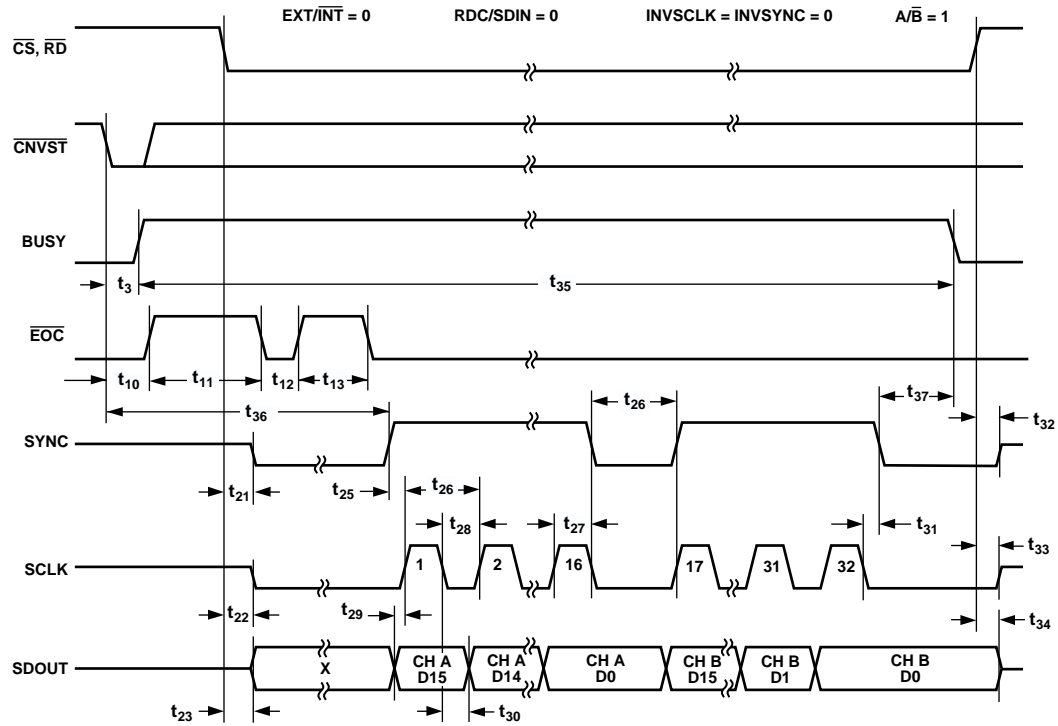 EXT/INT = 0 RDC/SDIN = 0 INVSCLK = INVSYNC = 0 A/B = 1
CS, RD
CNVST
BUSY
t3 t35
EOC
t10 t11 t12 t13
t36 t26 t37 t32
SYNC
t21 t25 t26 t28 t27 t31
t33
SCLK 1 2 16 17 31 32
t22 t29 t34
SDOUT X CH A D15 CH A D14 CH A D0 CH B D15 CH B D1 CH B D0
t23 t30